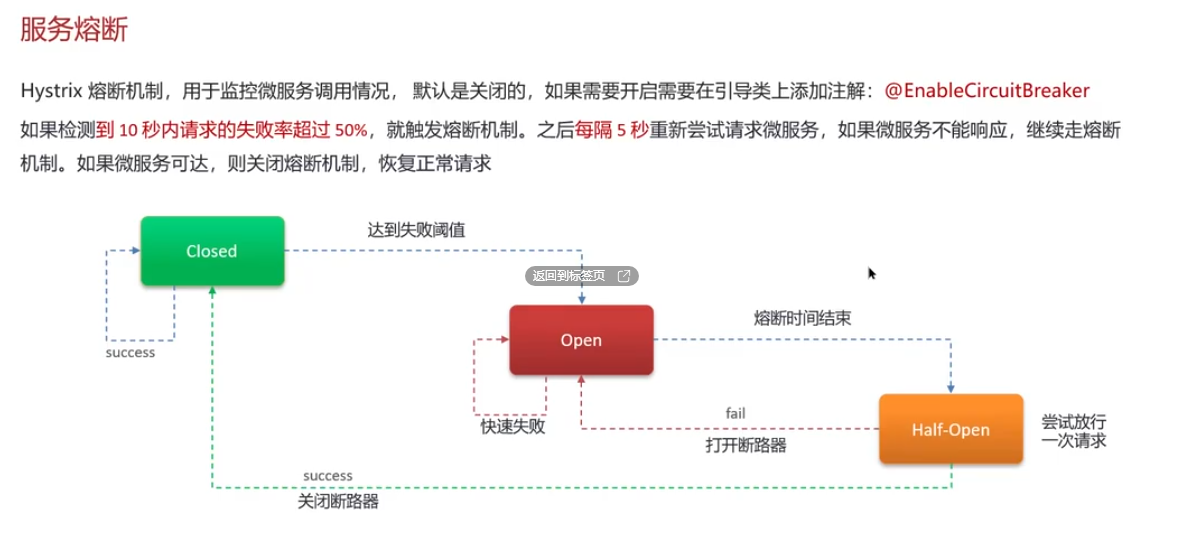 服务熔断
Hystrix 熔断机制，用于监控微服务调用情况， 默认是关闭的，如果需要开启需要在引导类上添加注解：@EnableCircuitBreaker
如果检测到 10 秒内请求的失败率超过 50%，就触发熔断机制。之后每隔 5 秒重新尝试请求微服务，如果微服务不能响应，继续走熔断
机制。如果微服务可达，则关闭熔断机制，恢复正常请求
达到失败阈值
Closed
返回到标签页
熔断时间结束
Open
success
fail
快速失败
Half-Open
尝试放行
一次请求
打开断路器
success
关闭断路器